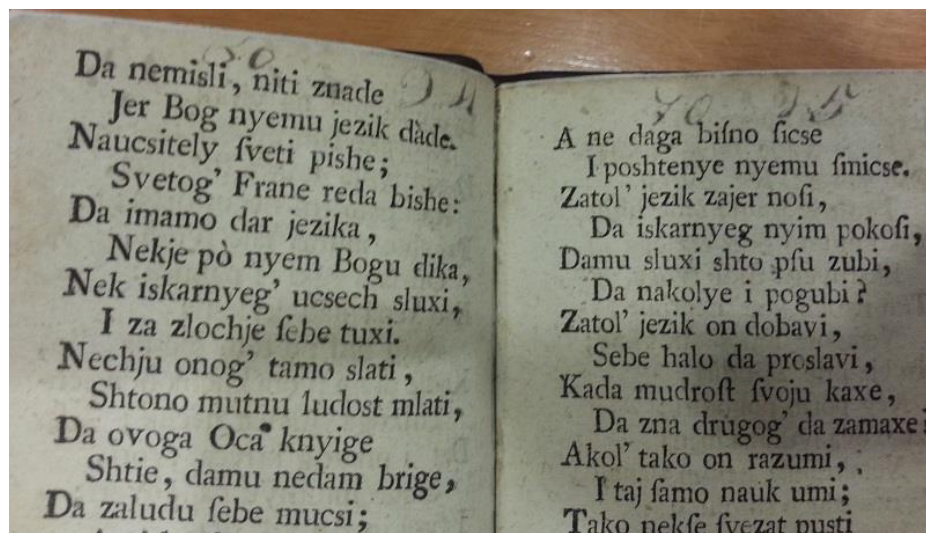 Da nemisli, niti znade
Jer Bog nyemu jezik dàde.
Naucsitely ſveti pishe;
Svetog' Frane reda bishe:
Da imamo dar jezika,
Nekje pò nyem Bogu dika,
Nek iskarnyeg' ucsech sluxi,
I za zlochje ſebe tuxi.
Nechju onog' tamo slati,
Shtono mutnu ludost mlati,
Da ovoga Oca knyige
Shtie, damu nedam brige,
Da zaludu ſebe mucsi;
A ne daga biſno ſicse
I poshtenye nyemu ſmicse.
Zatol' jezik zajer noſi,
Da iskarnyeg nyim pokoſi,
Damu sluxi shto pſu zubi,
Da nakolye i pogubi?
Zatol' jezik on dobavi,
Sebe halo da proslavi,
Kada mudroſt ſvoju kaxe,
Da zna drugog' da zamaxe?
Akol' tako on razumi,
I taj ſamo nauk umi;
Tako nekſe ſvezat pusti